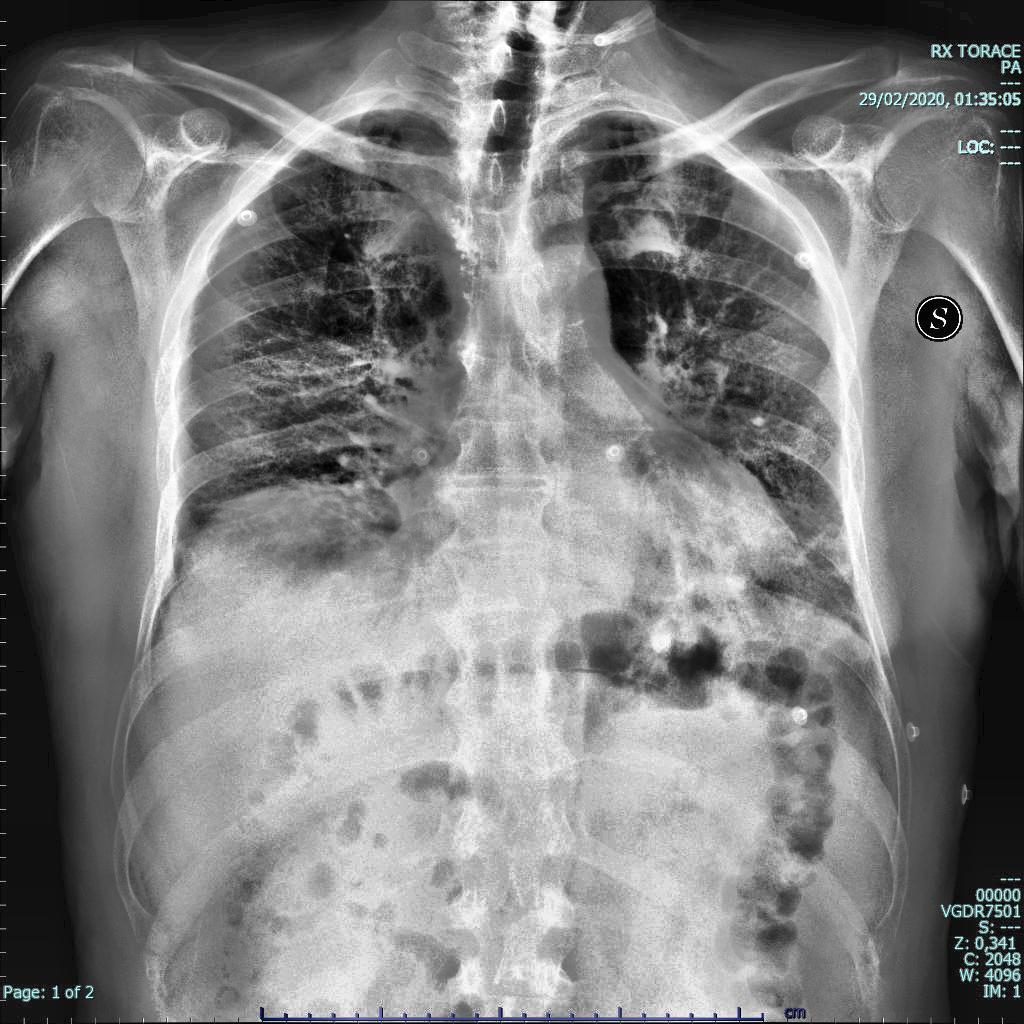 RX TORACE
PA
---
29/02/2020, 01:35:05
---
LOC: ---
---
S
---
00000
VGDR7501
S: ---
Z: 0,341
C: 2048
W: 4096
IM: 1
Page: 1 of 2
cm